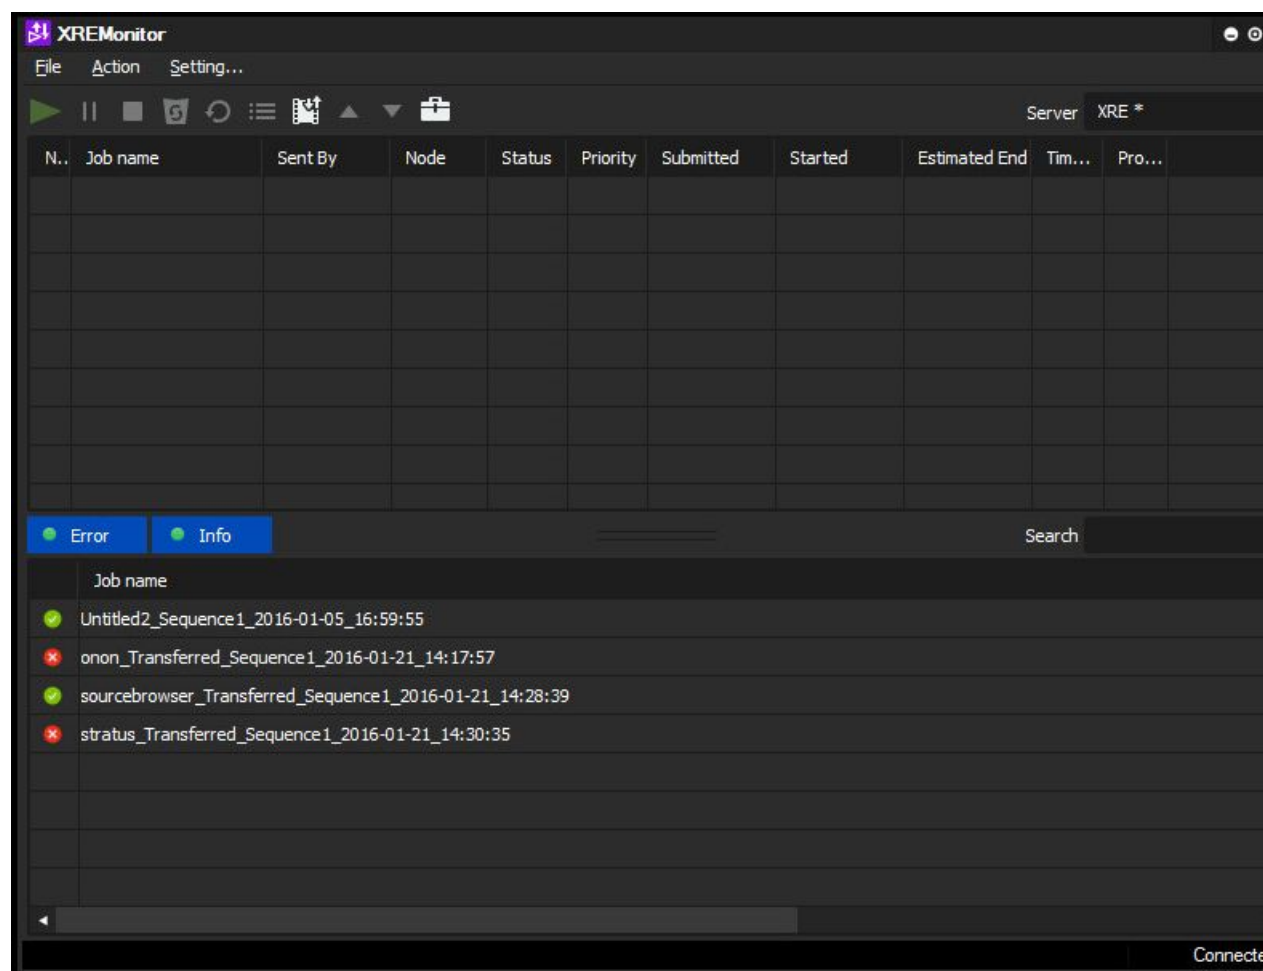 XREMonitor
File Action Setting...
Server XRE *
N.. Job name Sent By Node Status Priority Submitted Started Estimated End Tim... Pro...
Error Info Search
Job name
Untitled2_Sequence1_2016-01-05_16:59:55
onon_Transferred_Sequence1_2016-01-21_14:17:57
sourcebrowser_Transferred_Sequence1_2016-01-21_14:28:39
stratus_Transferred_Sequence1_2016-01-21_14:30:35
Connecte